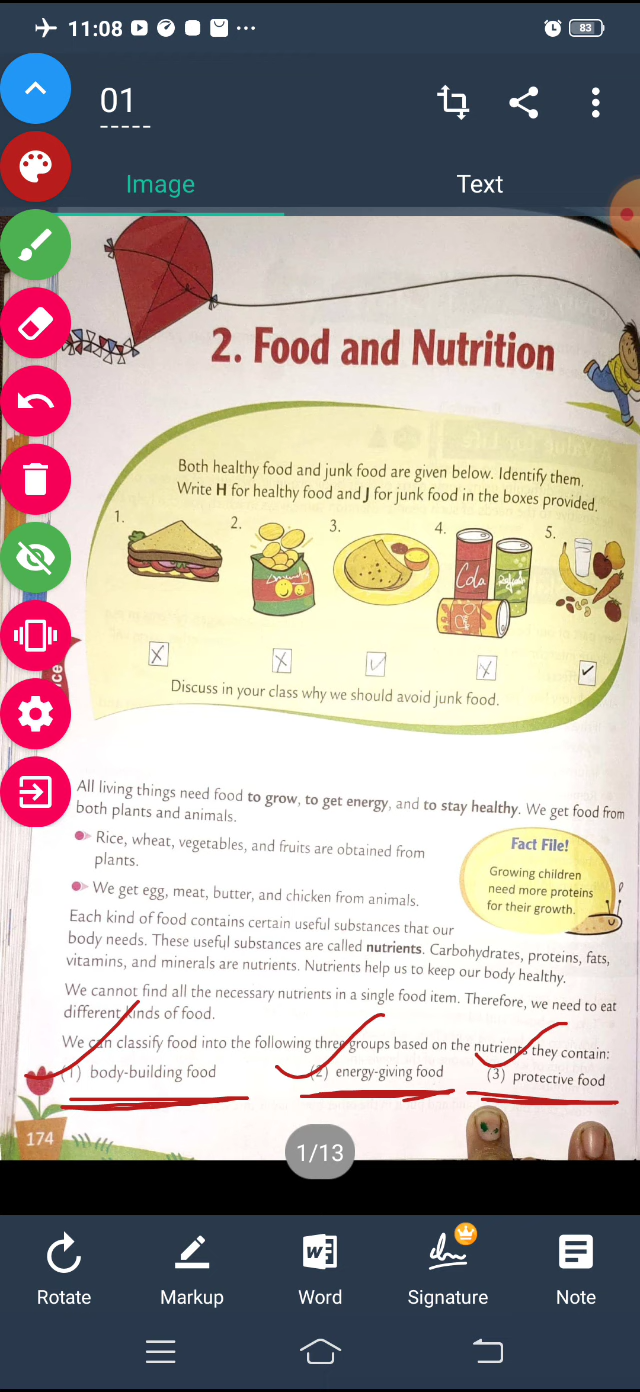 11:08
83
01
Image
Text
2. Food and Nutrition
Both healthy food and junk food are given below. Identify them.
Write H for healthy food and J for junk food in the boxes provided.
1.
2.
3.
4.
5.
Cola
Discuss in your class why we should avoid junk food.
All living things need food to grow, to get energy, and to stay healthy. We get food from
both plants and animals.
Rice, wheat, vegetables, and fruits are obtained from
plants.
We get egg, meat, butter, and chicken from animals.
Fact File!
Growing children
need more proteins
for their growth.
Each kind of food contains certain useful substances that our
body needs. These useful substances are called nutrients. Carbohydrates, proteins, fats,
vitamins, and minerals are nutrients. Nutrients help us to keep our body healthy.
We cannot find all the necessary nutrients in a single food item. Therefore, we need to eat
different kinds of food.
We can classify food into the following three groups based on the nutrients they contain:
(1) body-building food
(2) energy-giving food
(3) protective food
174
1/13
Rotate
Markup
Word
Signature
Note